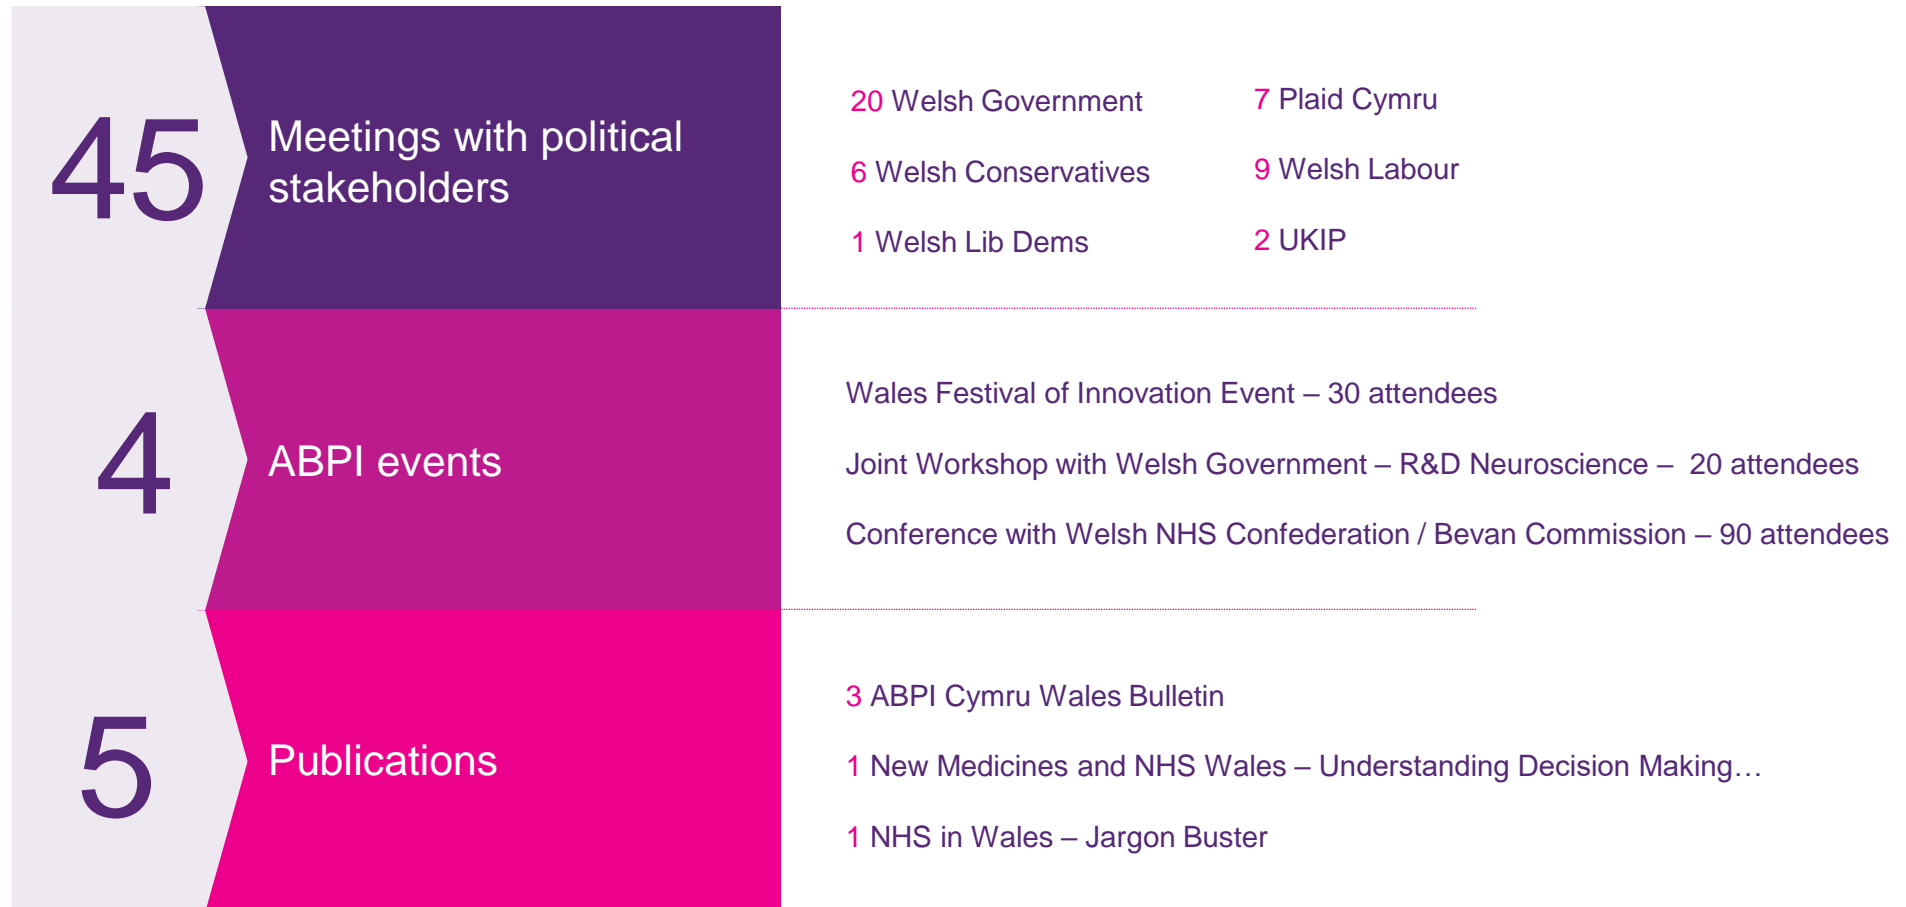 45
Meetings with political
stakeholders
20 Welsh Government
7 Plaid Cymru
6 Welsh Conservatives
9 Welsh Labour
1 Welsh Lib Dems
2 UKIP
4
ABPI events
Wales Festival of Innovation Event – 30 attendees
Joint Workshop with Welsh Government – R&D Neuroscience –  20 attendees
Conference with Welsh NHS Confederation / Bevan Commission – 90 attendees
5
Publications
3 ABPI Cymru Wales Bulletin
1 New Medicines and NHS Wales – Understanding Decision Making…
1 NHS in Wales – Jargon Buster